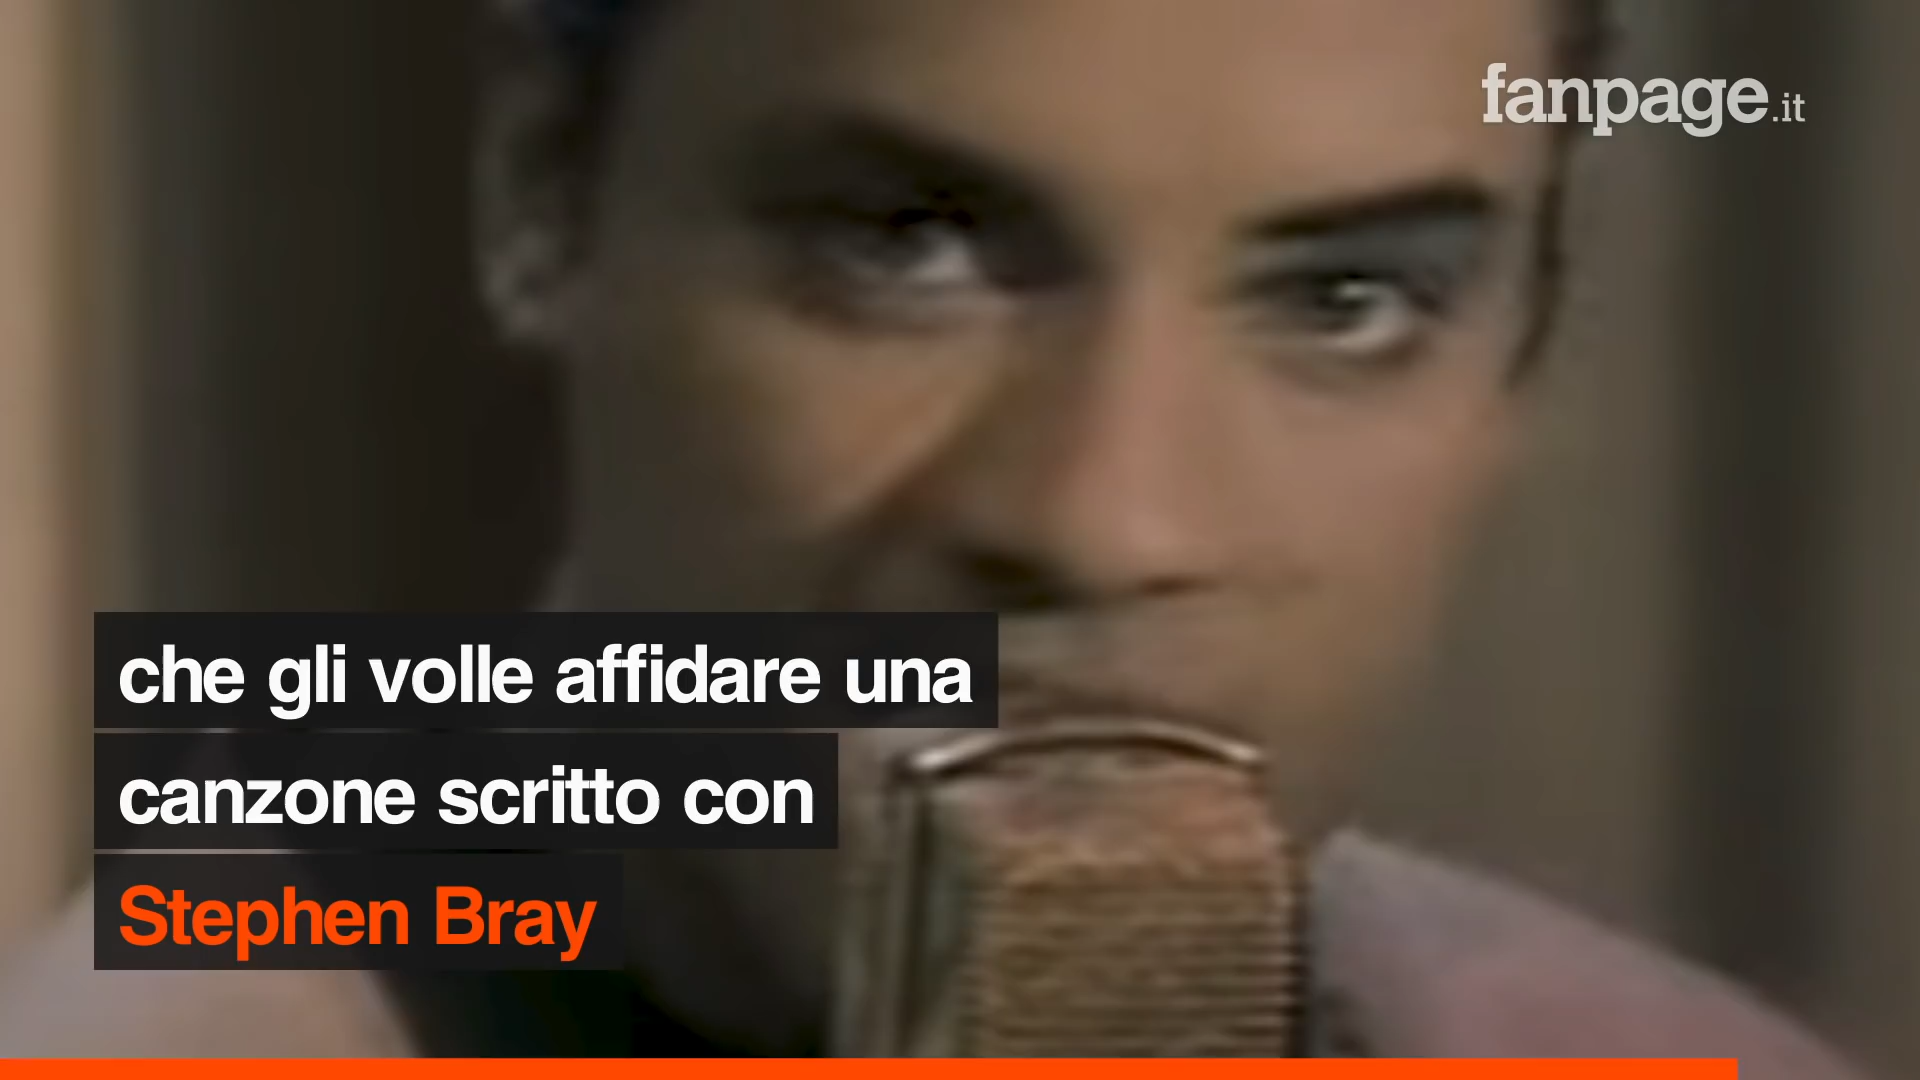 fanpage.it
che gli volle affidare una
canzone scritto con
Stephen Bray